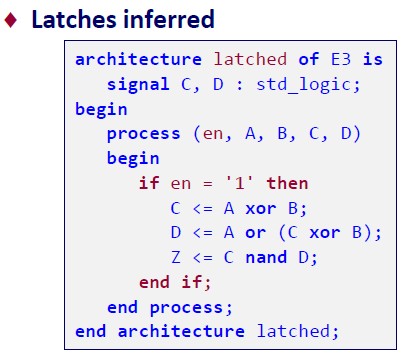 ♦ Latches inferred
architecture latched of E3 is
signal C, D : std_logic;
begin
process (en, A, B, C, D)
begin
if en = '1' then
C <= A xor B;
D <= A or (C xor B);
Z <= C nand D;
end if;
end process;
end architecture latched;